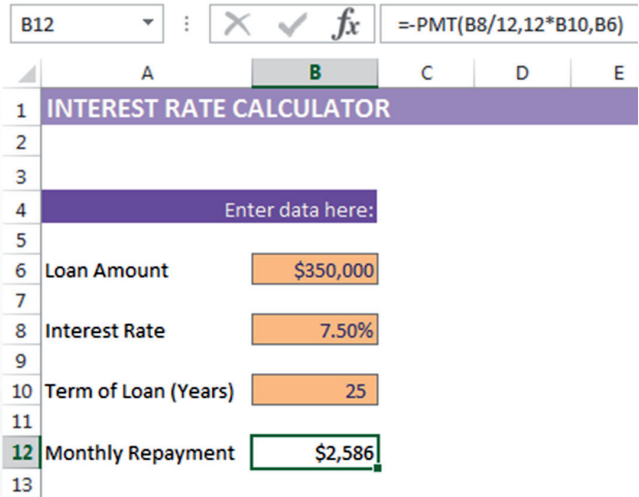 B12 fx =-PMT(B8/12,12*B10,B6)
A B C D E
1 INTEREST RATE CALCULATOR
2
3
4 Enter data here:
5
6 Loan Amount $350,000
7
8 Interest Rate 7.50%
9
10 Term of Loan (Years) 25
11
12 Monthly Repayment $2,586
13